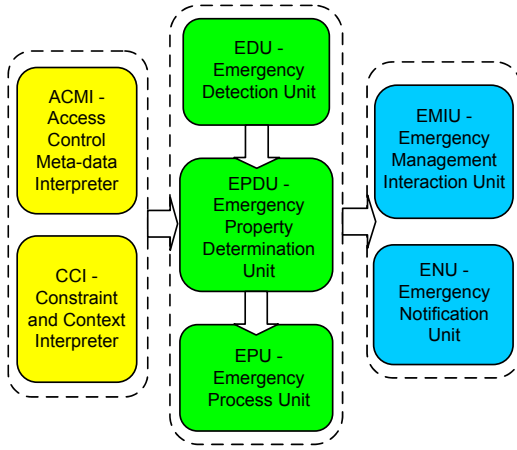 ACMI -
Access
Control
Meta-data
Interpreter
CCI -
Constraint
and Context
Interpreter
EDU -
Emergency
Detection Unit
EPDU -
Emergency
Property
Determination
Unit
EPU -
Emergency
Process Unit
EMIU -
Emergency
Management
Interaction Unit
ENU -
Emergency
Notification
Unit